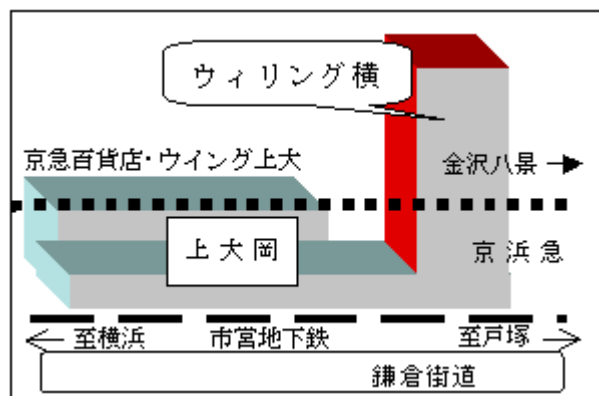 ウィリング横
京急百貨店・ウイング上大
金沢八景
上大岡
京浜急
至横浜
市営地下鉄
至戸塚
鎌倉街道